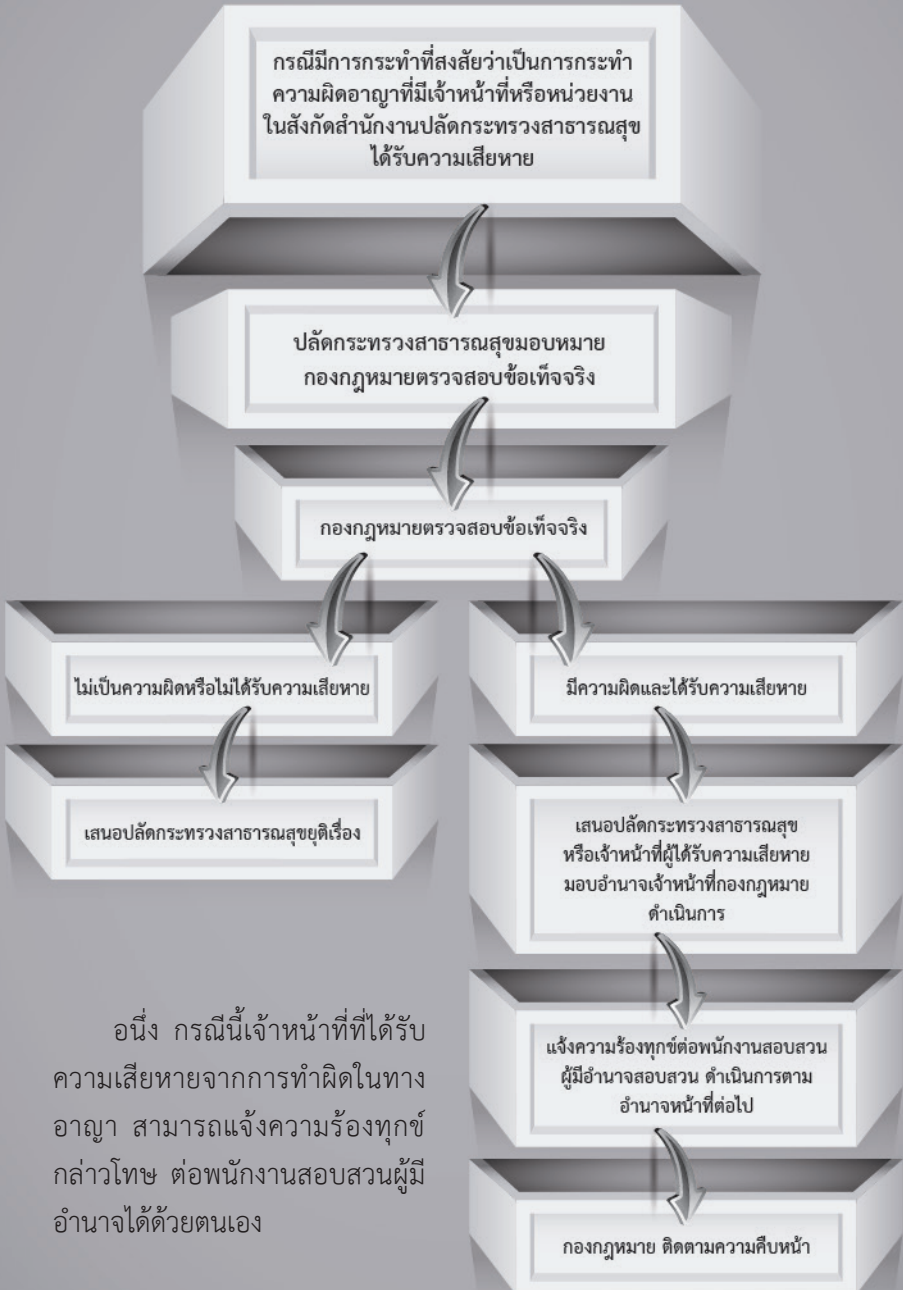 กรณีมีการกระทำที่สงสัยว่าเป็นการกระทำ
ความผิดอาญาที่มีเจ้าหน้าที่หรือหน่วยงาน
ในสังกัดสำนักงานปลัดกระทรวงสาธารณสุข
ได้รับความเสียหาย
ปลัดกระทรวงสาธารณสุขมอบหมาย
กองกฎหมายตรวจสอบข้อเท็จจริง
กองกฎหมายตรวจสอบข้อเท็จจริง
ไม่เป็นความผิดหรือไม่ได้รับความเสียหาย
เสนอปลัดกระทรวงสาธารณสุขยุติเรื่อง
มีความผิดและได้รับความเสียหาย
เสนอปลัดกระทรวงสาธารณสุข
หรือเจ้าหน้าที่ผู้ได้รับความเสียหาย
มอบอำนาจเจ้าหน้าที่กองกฎหมาย
ดำเนินการ
แจ้งความร้องทุกข์ต่อพนักงานสอบสวน
ผู้มีอำนาจสอบสวน ดำเนินการตาม
อำนาจหน้าที่ต่อไป
กองกฎหมาย ติดตามความคืบหน้า
อนึ่ง กรณีนี้เจ้าหน้าที่ที่ได้รับ
ความเสียหายจากการทำผิดในทาง
อาญา สามารถแจ้งความร้องทุกข์
กล่าวโทษ ต่อพนักงานสอบสวนผู้มี
อำนาจได้ด้วยตนเอง